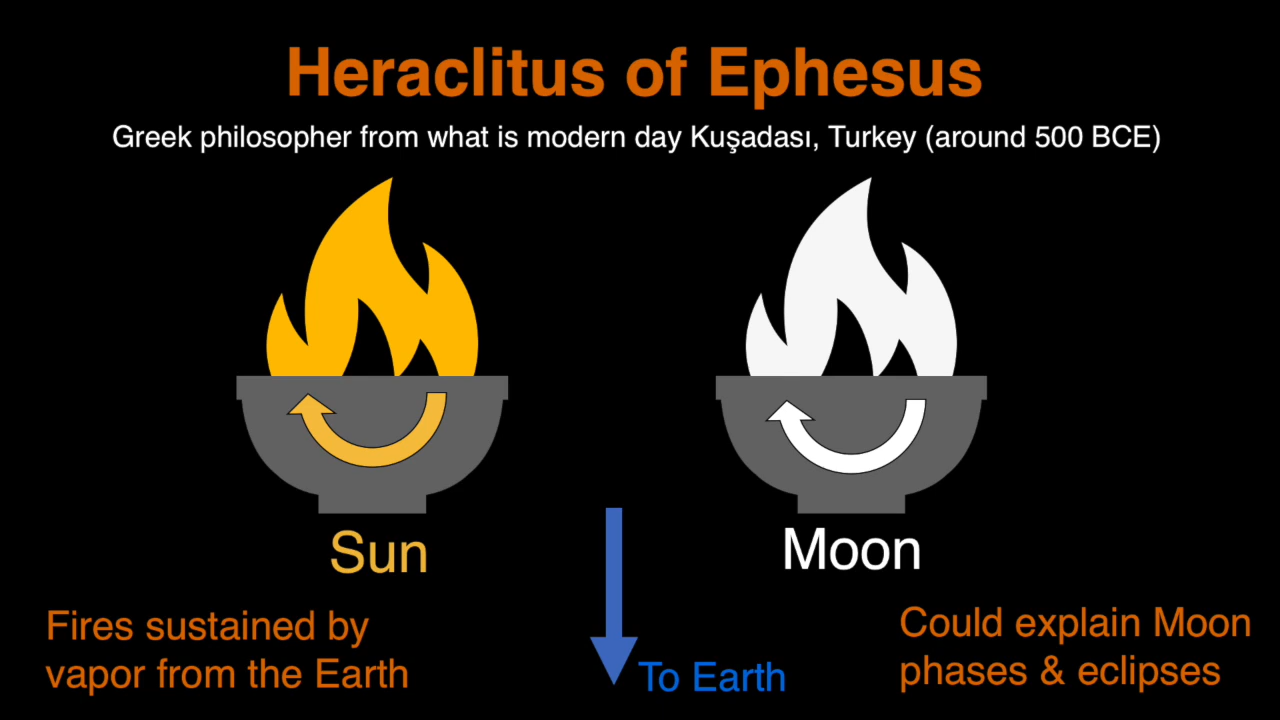 Heraclitus of Ephesus
Greek philosopher from what is modern day Kuşadası, Turkey (around 500 BCE)
Sun
Moon
Fires sustained by
vapor from the Earth
To Earth
Could explain Moon
phases & eclipses